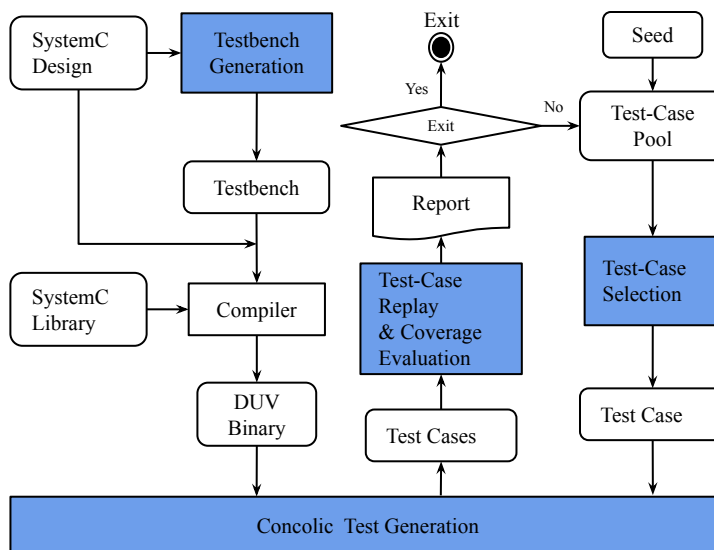 SystemC
Design
Testbench
Generation
Testbench
SystemC
Library
Compiler
DUV
Binary
Exit
Yes
Exit
No
Report
Test-Case
Replay
& Coverage
Evaluation
Test Cases
Seed
Test-Case
Pool
Test-Case
Selection
Test Case
Concolic Test Generation